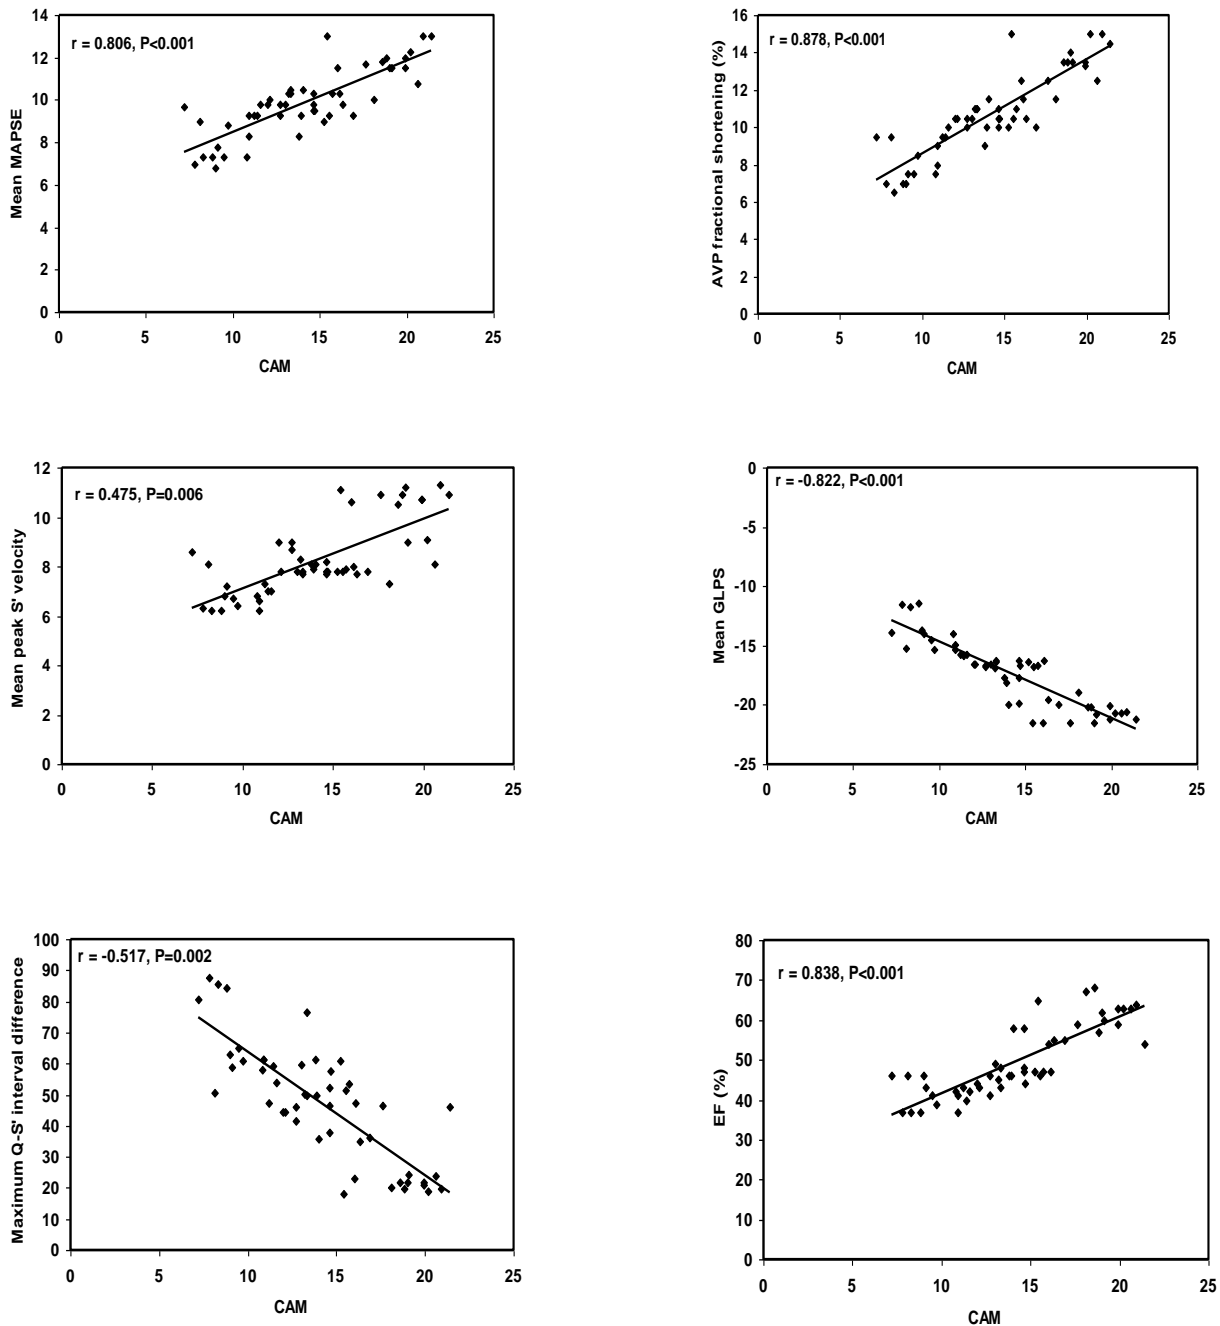 14
12
10
8
6
4
2
0
Mean MAPSE
r = 0.806, P<0.001
0 5 10 15 20 25
CAM
16
14
12
10
8
6
4
2
0
AVP fractional shortening (%)
r = 0.878, P<0.001
0 5 10 15 20 25
CAM
12
10
8
6
4
2
0
Mean peak S' velocity
r = 0.475, P=0.006
0 5 10 15 20 25
CAM
0
-5
-10
-15
-20
-25
Mean GLPS
r = -0.822, P<0.001
0 5 10 15 20 25
CAM
100
90
80
70
60
50
40
30
20
10
0
Maximum Q-S' interval difference
r = -0.517, P=0.002
0 5 10 15 20 25
CAM
80
70
60
50
40
30
20
10
0
EF (%)
r = 0.838, P<0.001
0 5 10 15 20 25
CAM